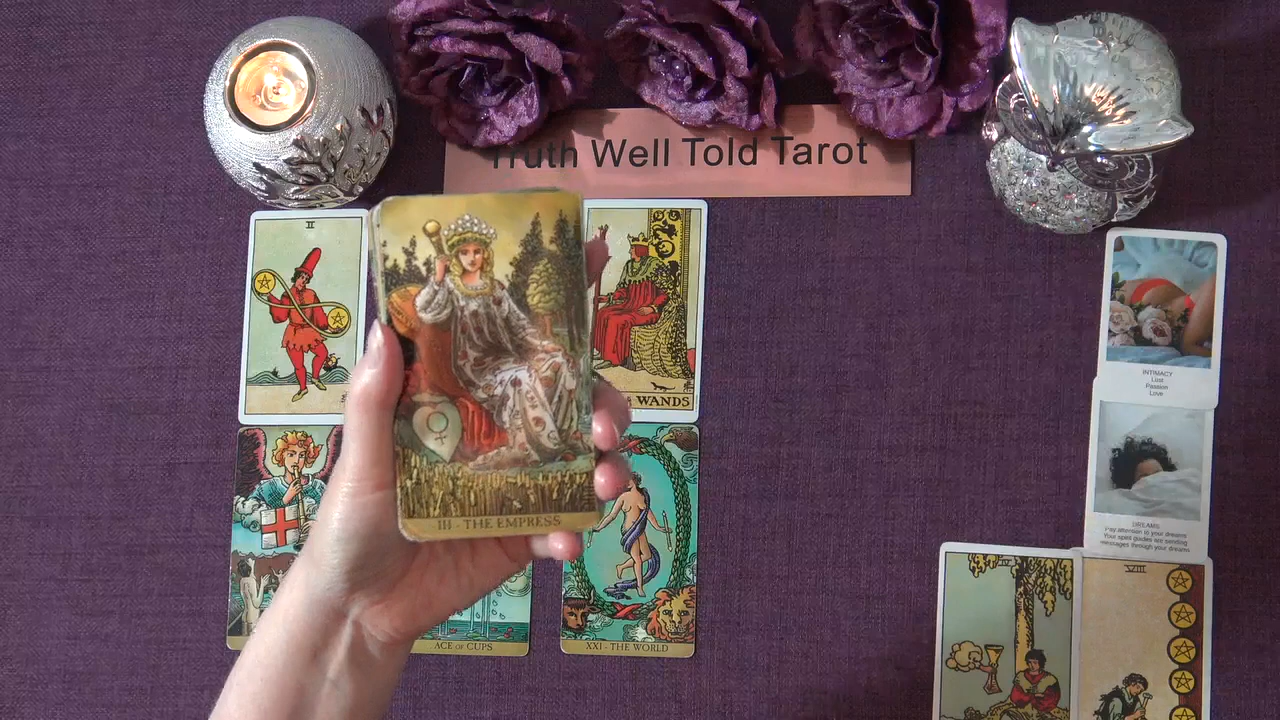 Truth Well Told Tarot
II
WANDS
III - THE EMPRESS
ACE OF CUPS
XXI - THE WORLD
INTIMACY
Lust
Passion
Love
DREAMS
Pay attention to your dreams
Your spirit guides are sending
messages through your dreams
VIII